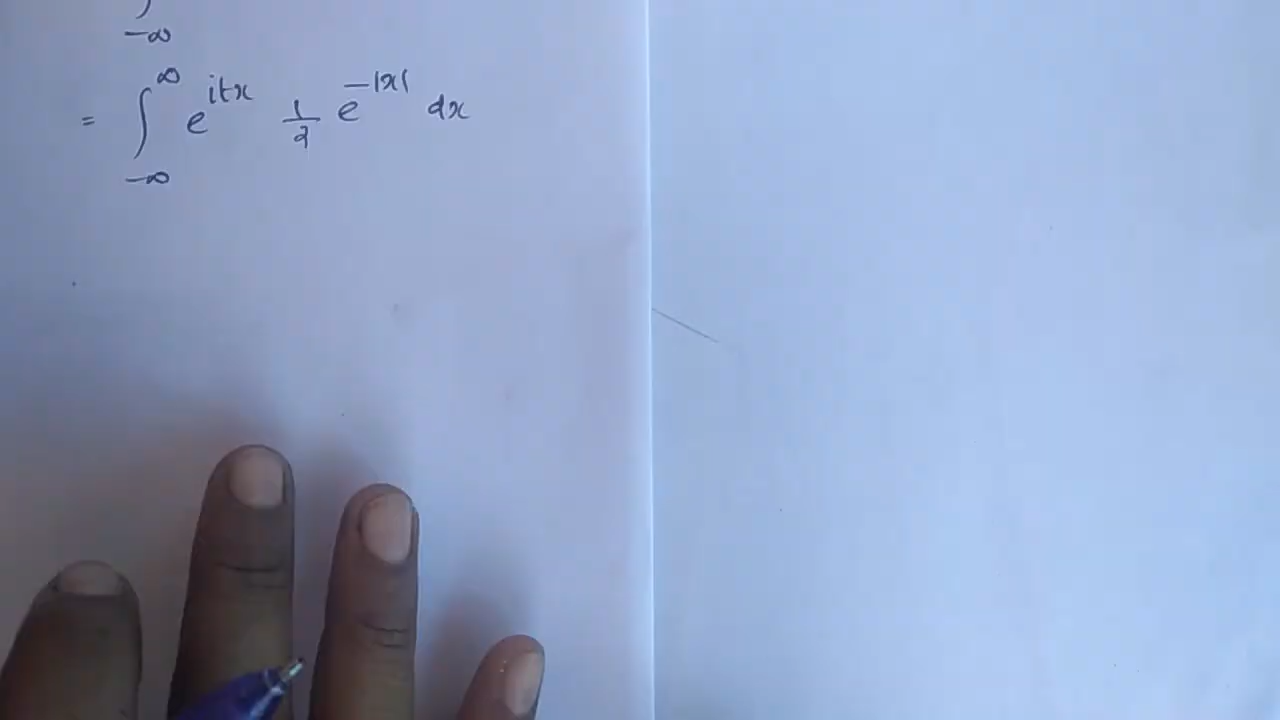 ∫_{-∞}
= ∫_{-∞}^{∞} e^{itx} 1/2 e^{-|x|} dx